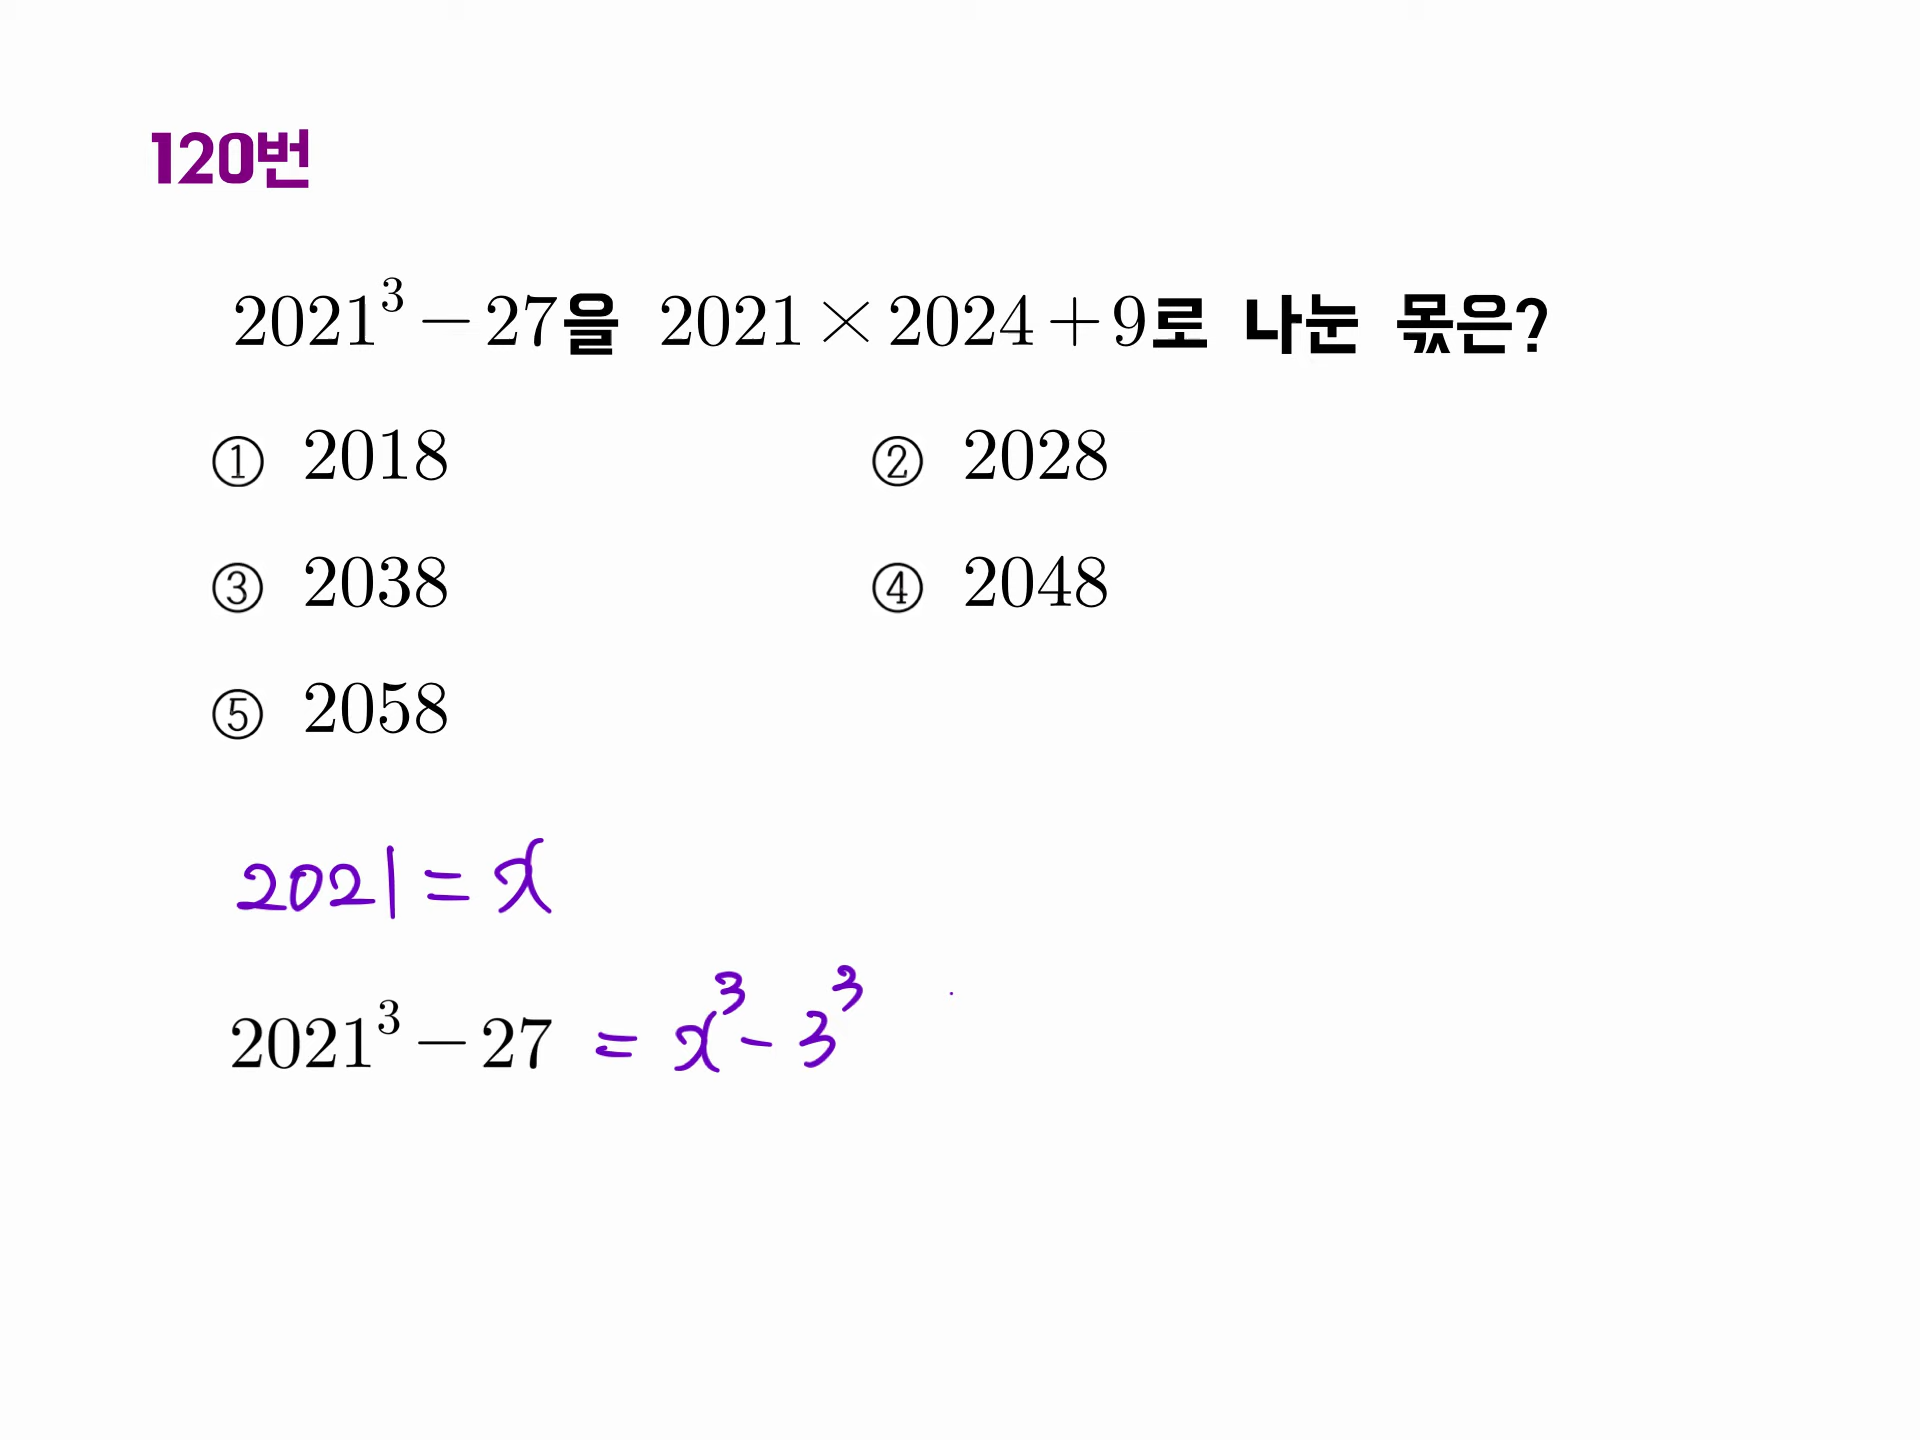 120번
2021³ − 27을 2021 × 2024 + 9로 나눈 몫은?
① 2018 ② 2028
③ 2038 ④ 2048
⑤ 2058
2021 = x
2021³ − 27 = x³ − 3³